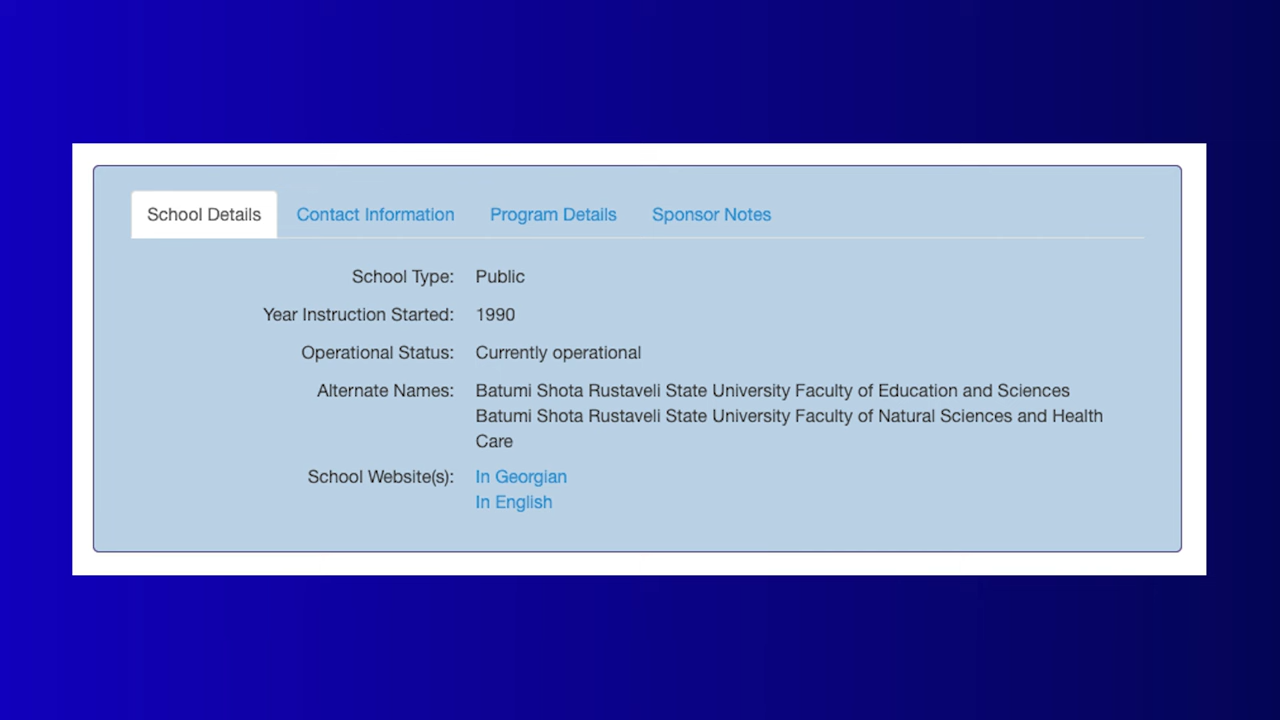 School Details Contact Information Program Details Sponsor Notes
School Type: Public
Year Instruction Started: 1990
Operational Status: Currently operational
Alternate Names: Batumi Shota Rustaveli State University Faculty of Education and Sciences
Batumi Shota Rustaveli State University Faculty of Natural Sciences and Health
Care
School Website(s): In Georgian
In English